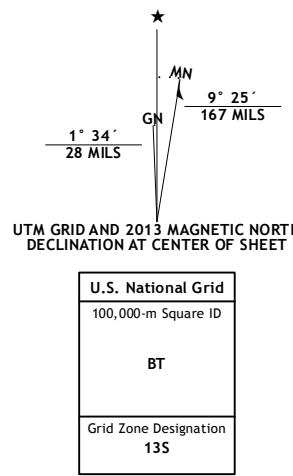 ★
MN
GN
9° 25´
167 MILS
1° 34´
28 MILS
UTM GRID AND 2013 MAGNETIC NORTH
DECLINATION AT CENTER OF SHEET
U.S. National Grid
100,000-m Square ID
BT
Grid Zone Designation
13S